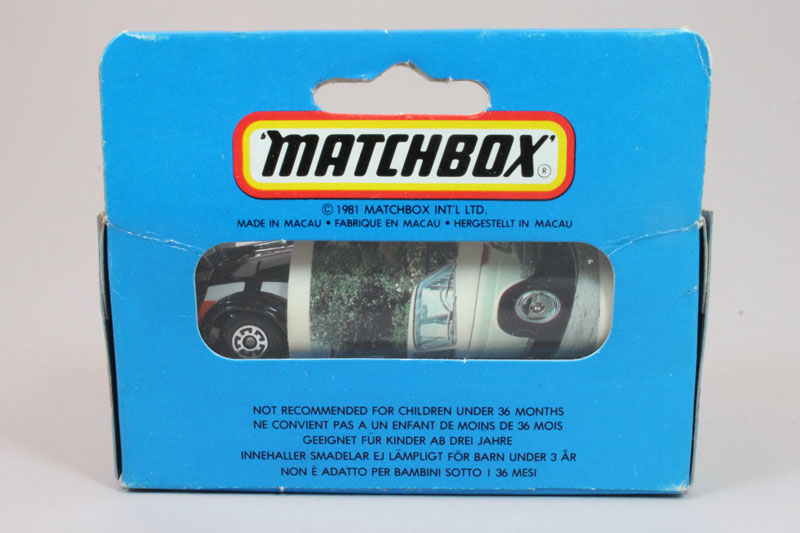 'MATCHBOX'
®
© 1981 MATCHBOX INT'L LTD.
MADE IN MACAU • FABRIQUE EN MACAU • HERGESTELLT IN MACAU
NOT RECOMMENDED FOR CHILDREN UNDER 36 MONTHS
NE CONVIENT PAS A UN ENFANT DE MOINS DE 36 MOIS
GEEIGNET FÜR KINDER AB DREI JAHRE
INNEHALLER SMADELAR EJ LÄMPLIGT FÖR BARN UNDER 3 ÅR
NON È ADATTO PER BAMBINI SOTTO I 36 MESI